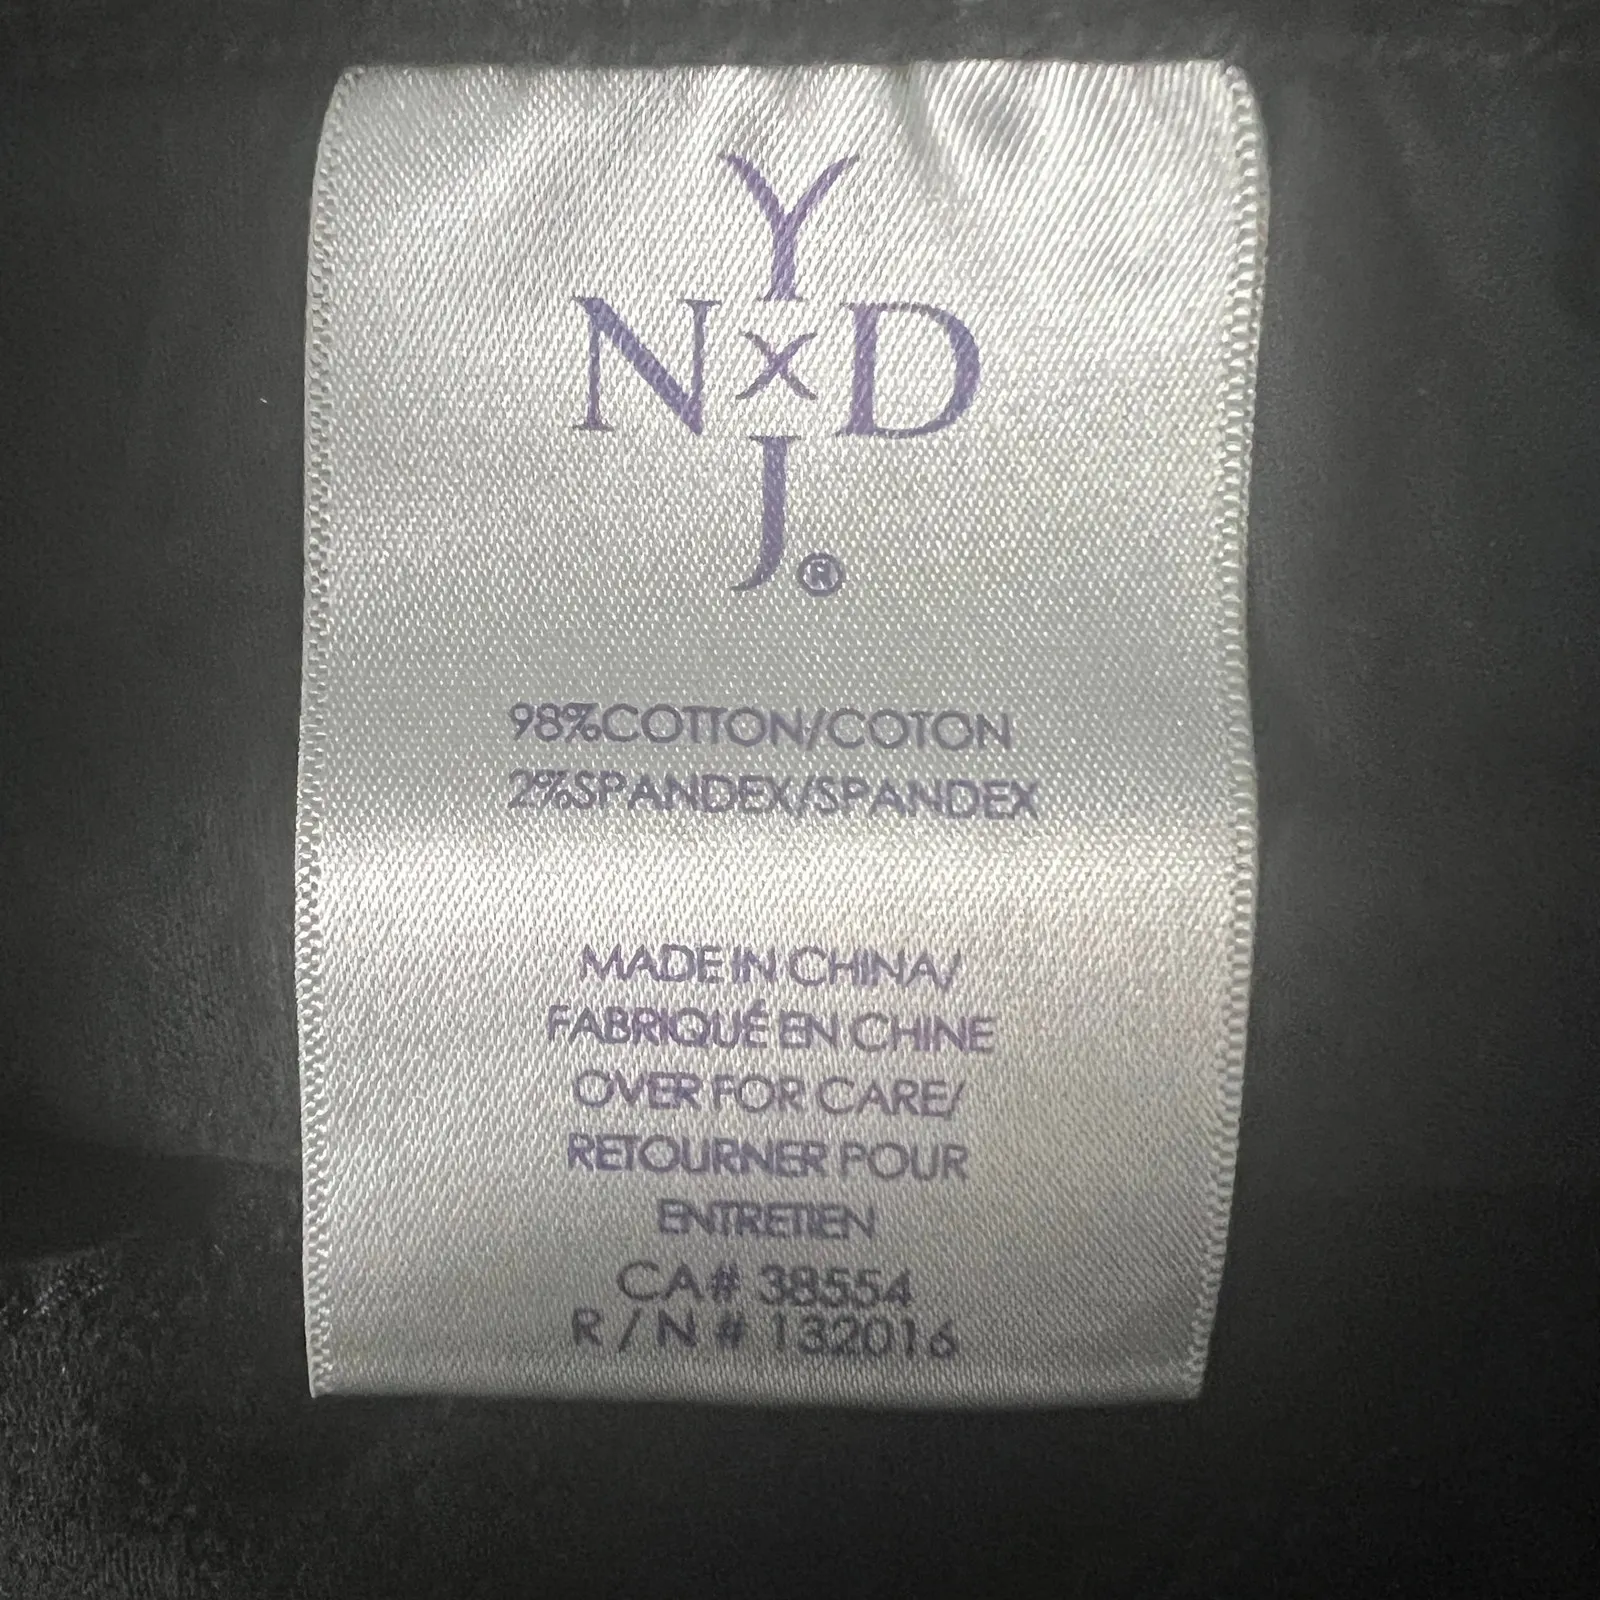 Y
N X D
J®
98%COTTON/COTON
2%SPANDEX/SPANDEX
MADE IN CHINA/
FABRIQUÉ EN CHINE
OVER FOR CARE/
RETOURNER POUR
ENTRETIEN
CA# 38554
R/N# 132016